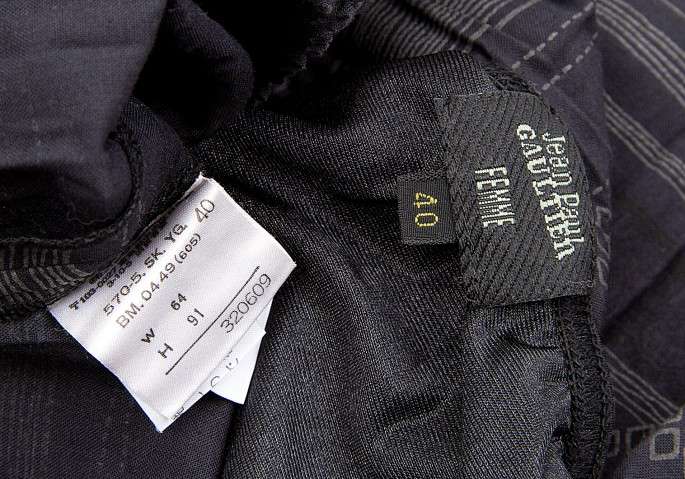 570-5. SK. YG. 40
BM.0449(605)
W 64
H 91
320609
40
Jean Paul
GAULTIER
FEMME